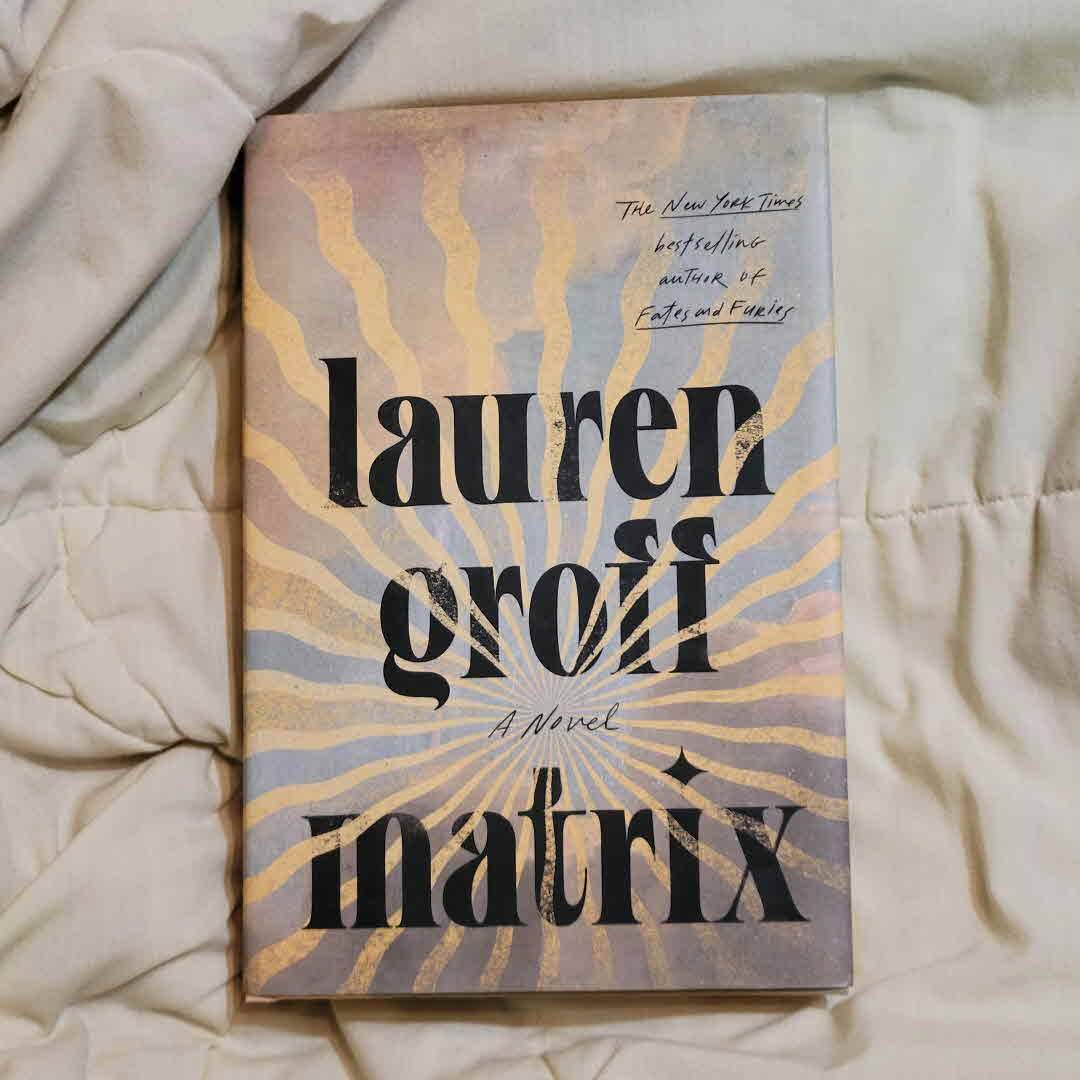 THE New York Times
bestselling
author of
Fates and Furies
lauren
groff
A Novel
matrix